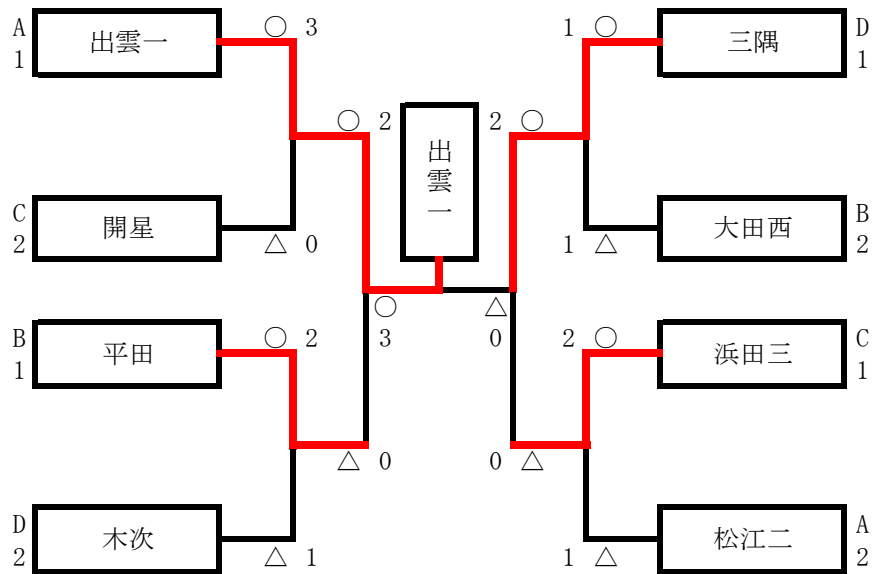 A 1 出雲一 ○ 3
1 ○ 三隅 D 1
○ 2
出雲一
2 ○
C 2 開星 △ 0
1 △ 大田西 B 2
○ 3
△ 0
B 1 平田 ○ 2
2 ○ 浜田三 C 1
△ 0
0 △
D 2 木次 △ 1
1 △ 松江二 A 2